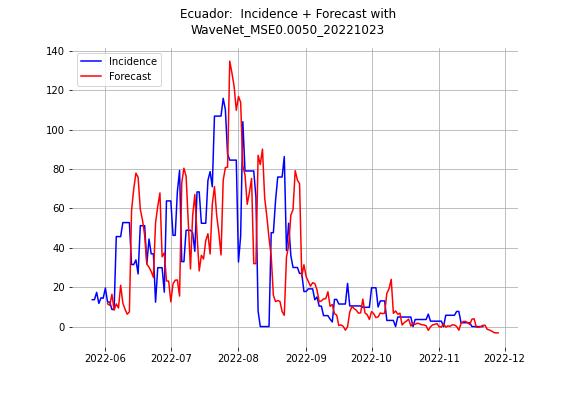 Ecuador:  Incidence + Forecast with
WaveNet_MSE0.0050_20221023
Incidence
Forecast
140
120
100
80
60
40
20
0
2022-06 2022-07 2022-08 2022-09 2022-10 2022-11 2022-12